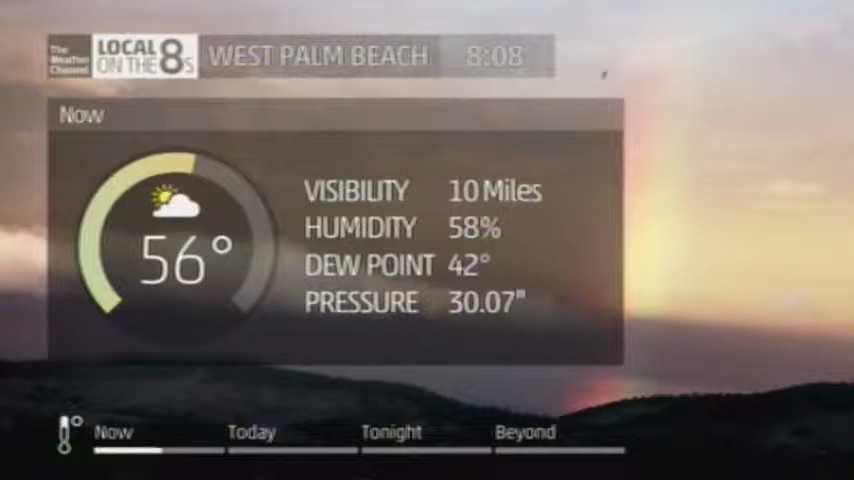 The Weather Channel
LOCAL ON THE 8s
WEST PALM BEACH 8:08
Now
56°
VISIBILITY 10 Miles
HUMIDITY 58%
DEW POINT 42°
PRESSURE 30.07"
Now Today Tonight Beyond